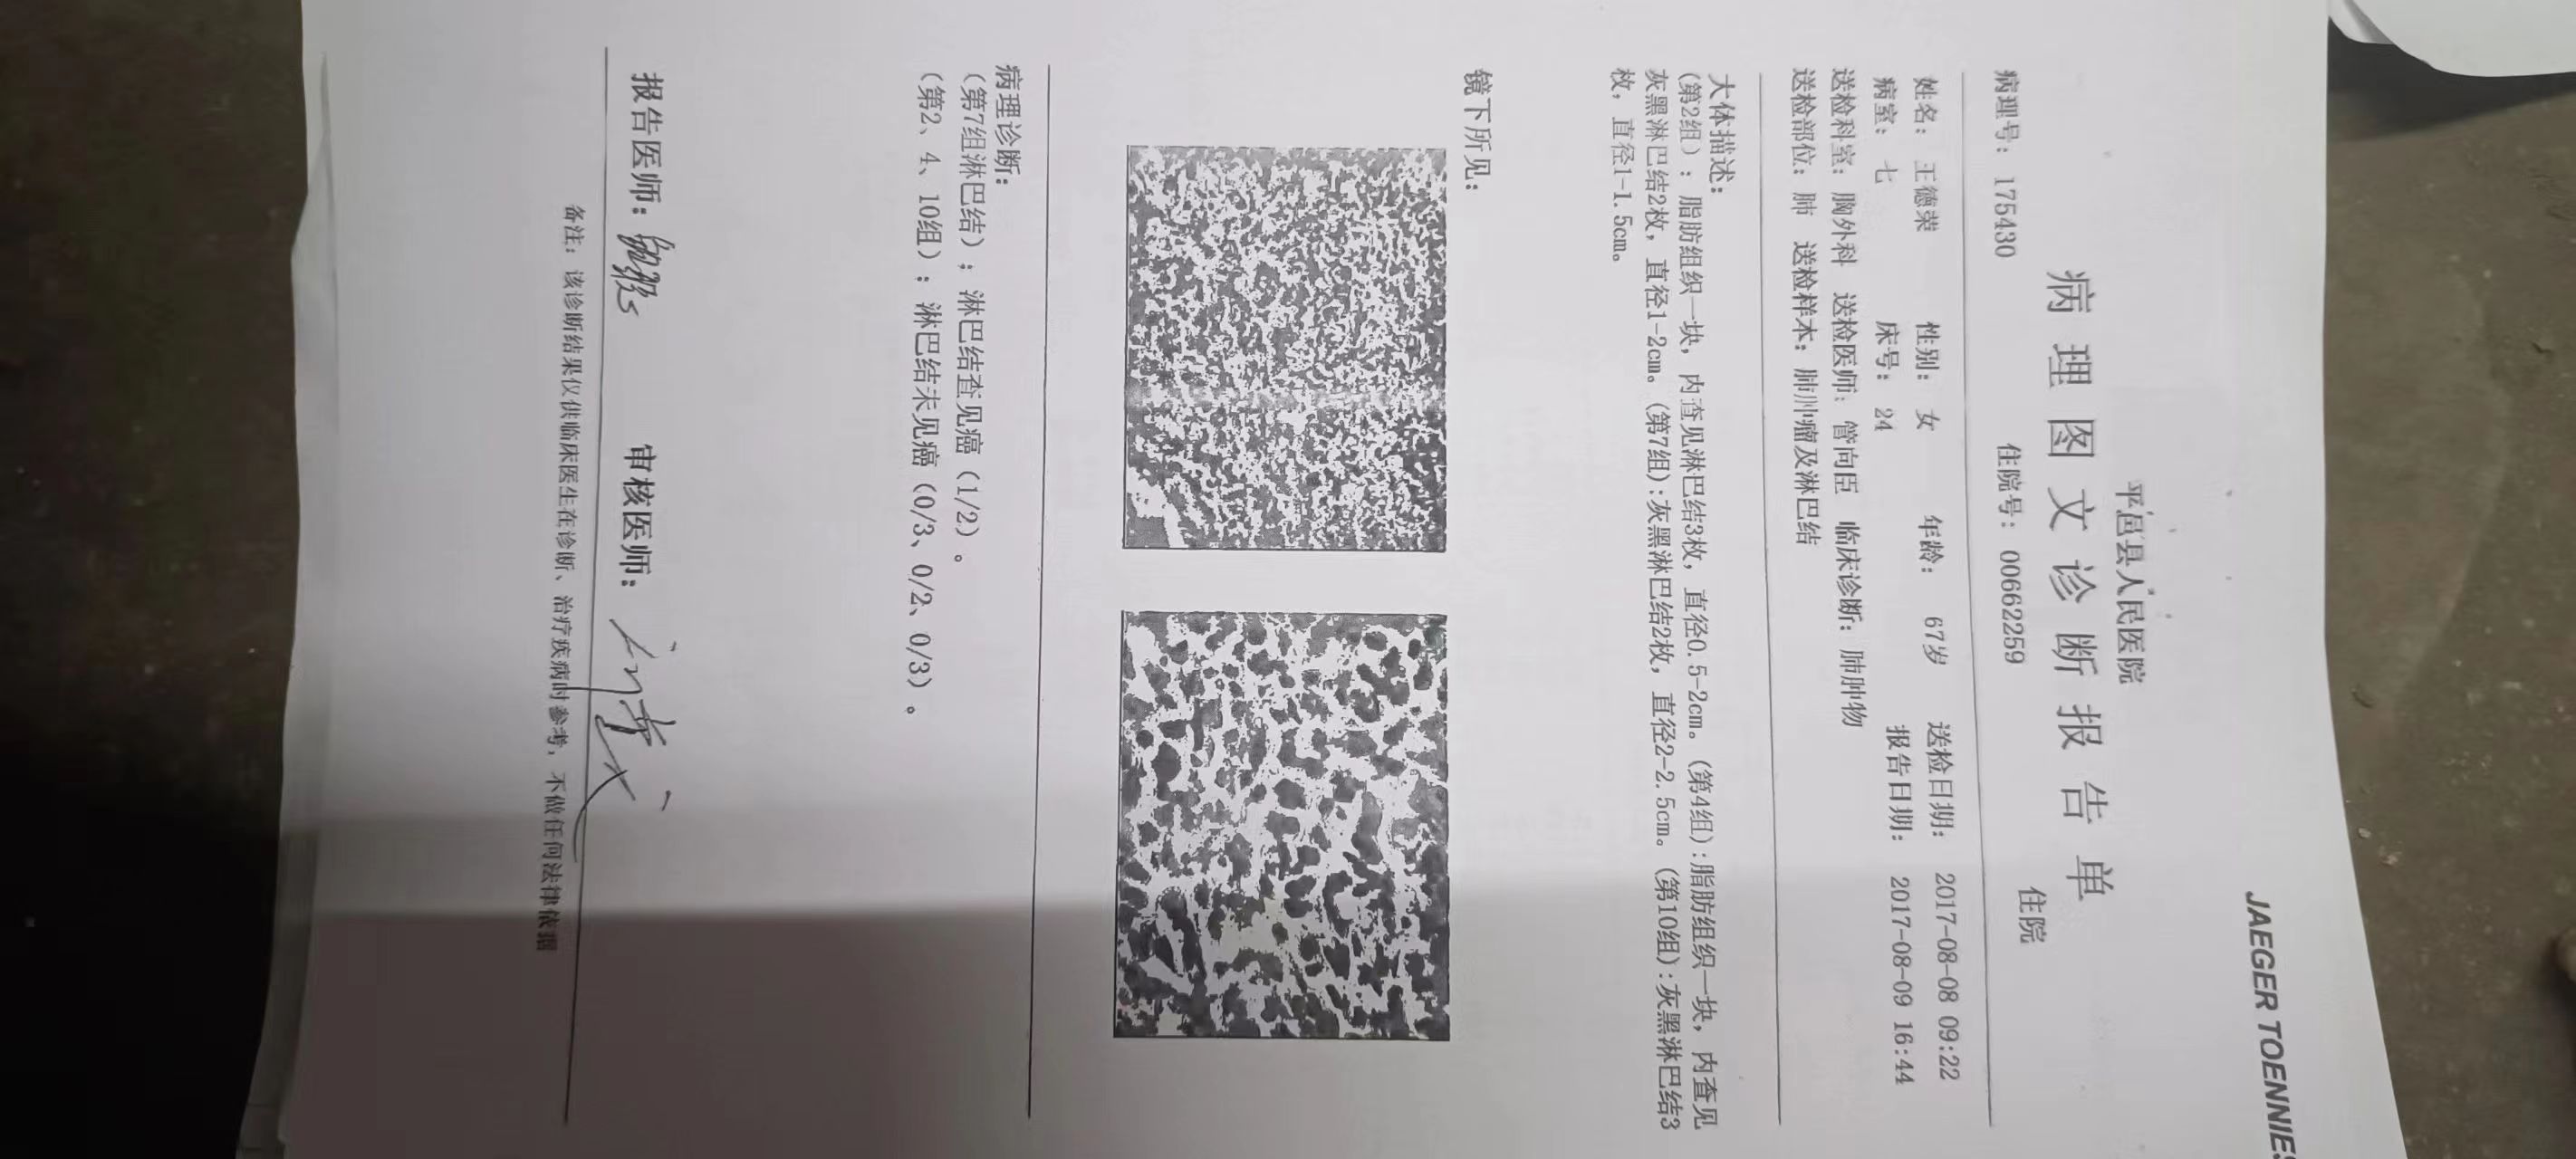 JAEGER TOENNIES
平邑县人民医院
病理图文诊断报告单
住院
病理号: 175430 住院号: 00662259
姓名: 王德荣 性别: 女 年龄: 67岁 送检日期: 2017-08-08 09:22
病室: 七 床号: 24 报告日期: 2017-08-09 16:44
送检科室: 胸外科 送检医师: 管向臣 临床诊断: 肺肿物
送检部位: 肺 送检样本: 肺肿瘤及淋巴结
大体描述:
(第2组): 脂肪组织一块, 内查见淋巴结3枚, 直径0.5-2cm。(第4组):脂肪组织一块, 内查见
灰黑淋巴结2枚, 直径1-2cm。(第7组):灰黑淋巴结2枚, 直径2-2.5cm。(第10组):灰黑淋巴结3
枚, 直径1-1.5cm。
镜下所见:
病理诊断:
(第7组淋巴结): 淋巴结查见癌 (1/2)。
(第2、4、10组): 淋巴结未见癌 (0/3、0/2、0/3)。
报告医师: 审核医师:
备注: 该诊断结果仅供临床医生在诊断、治疗疾病时参考, 不做任何法律依据